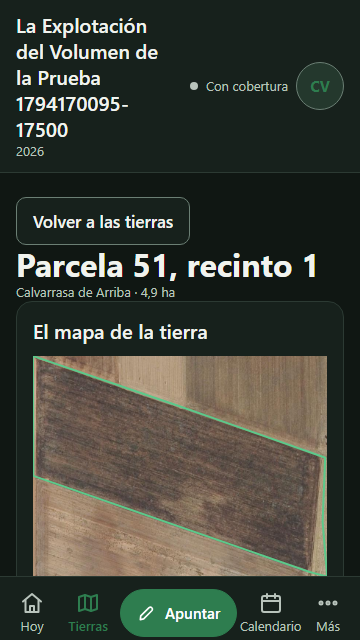 La Explotación
del Volumen de
la Prueba
1794170095-
17500
2026
Con cobertura
CV
Volver a las tierras
Parcela 51, recinto 1
Calvarrasa de Arriba · 4,9 ha
El mapa de la tierra
Hoy
Tierras
Apuntar
Calendario
Más